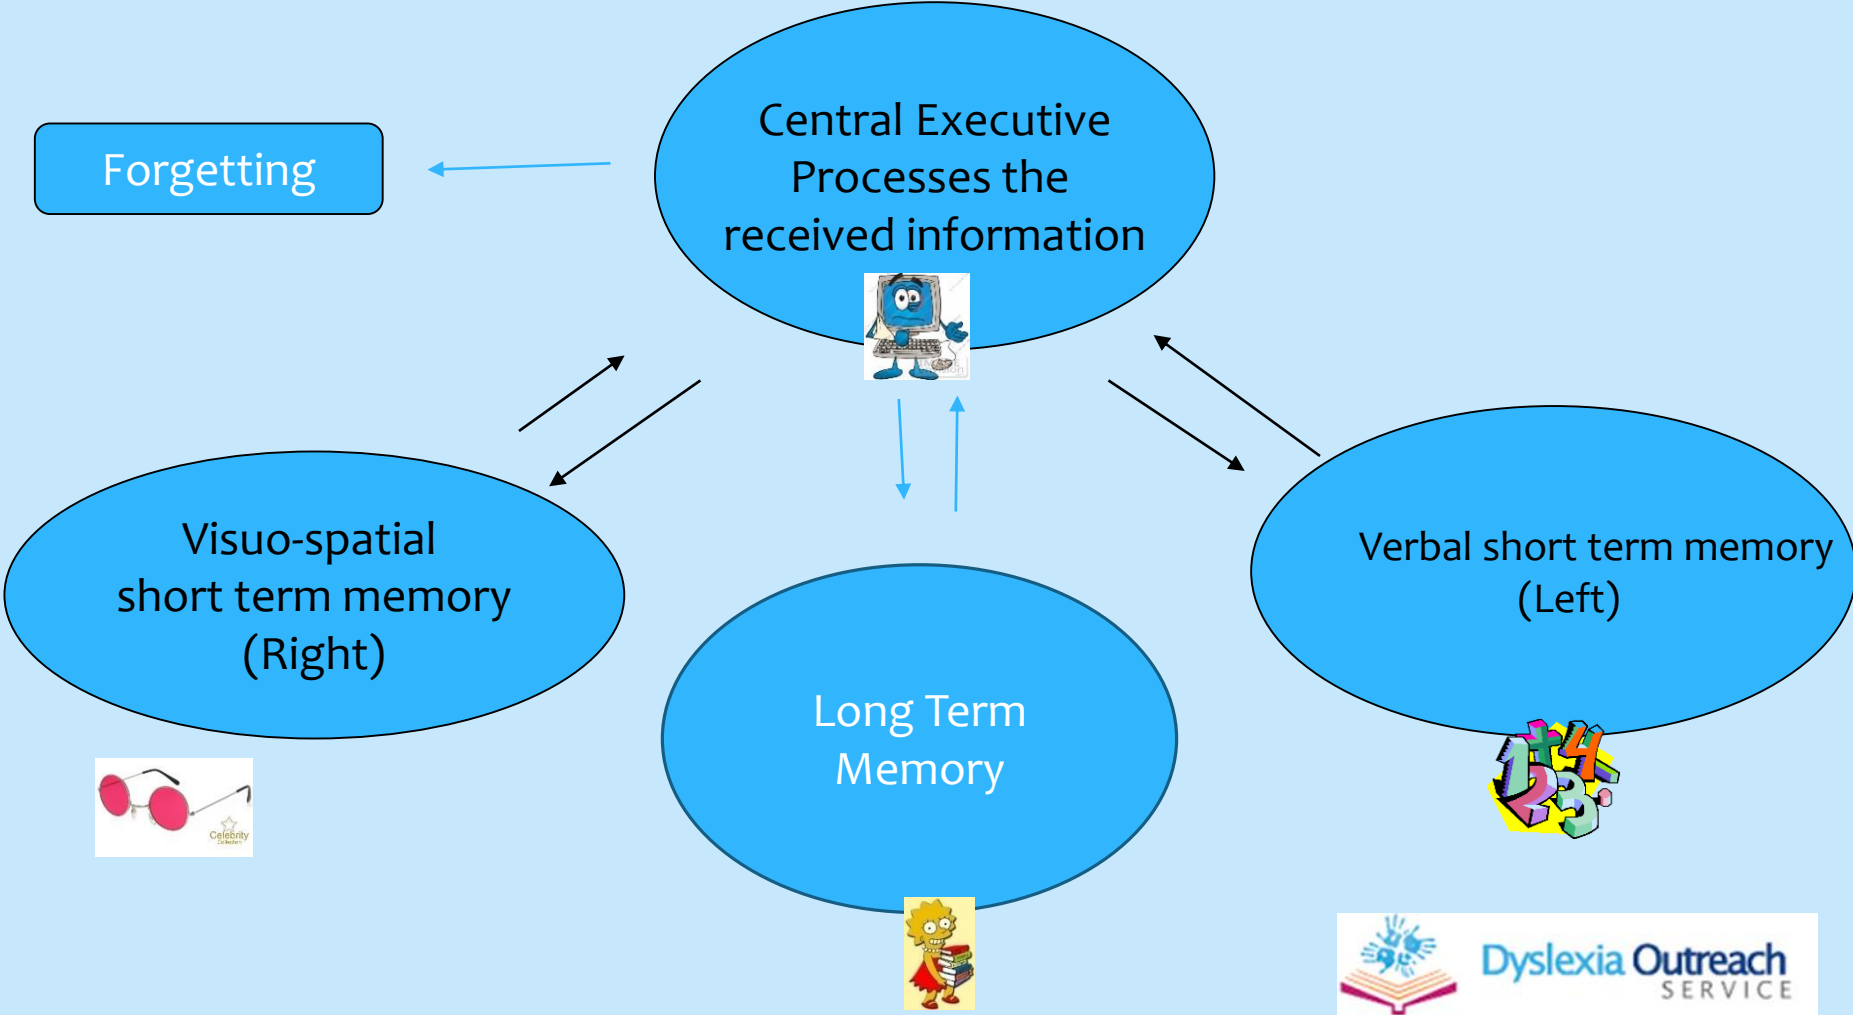 Central Executive
Processes the
received information
Forgetting
Visuo-spatial
short term memory
(Right)
Verbal short term memory
(Left)
Long Term
Memory
Celebrity
Dyslexia Outreach
SERVICE